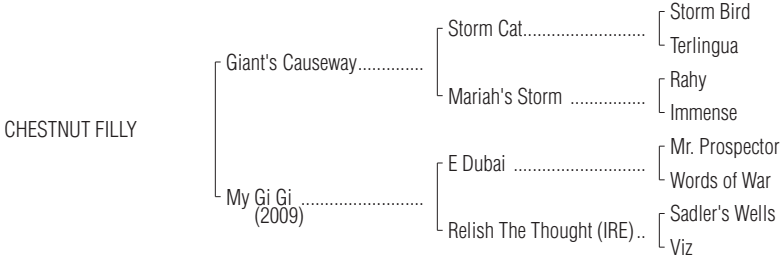 Storm Bird
Storm Cat..........................
Terlingua
Giant's Causeway..............
Rahy
Mariah's Storm ................
Immense
CHESTNUT FILLY
Mr. Prospector
E Dubai ............................
Words of War
My Gi Gi ..........................
(2009)
Sadler's Wells
Relish The Thought (IRE)..
Viz